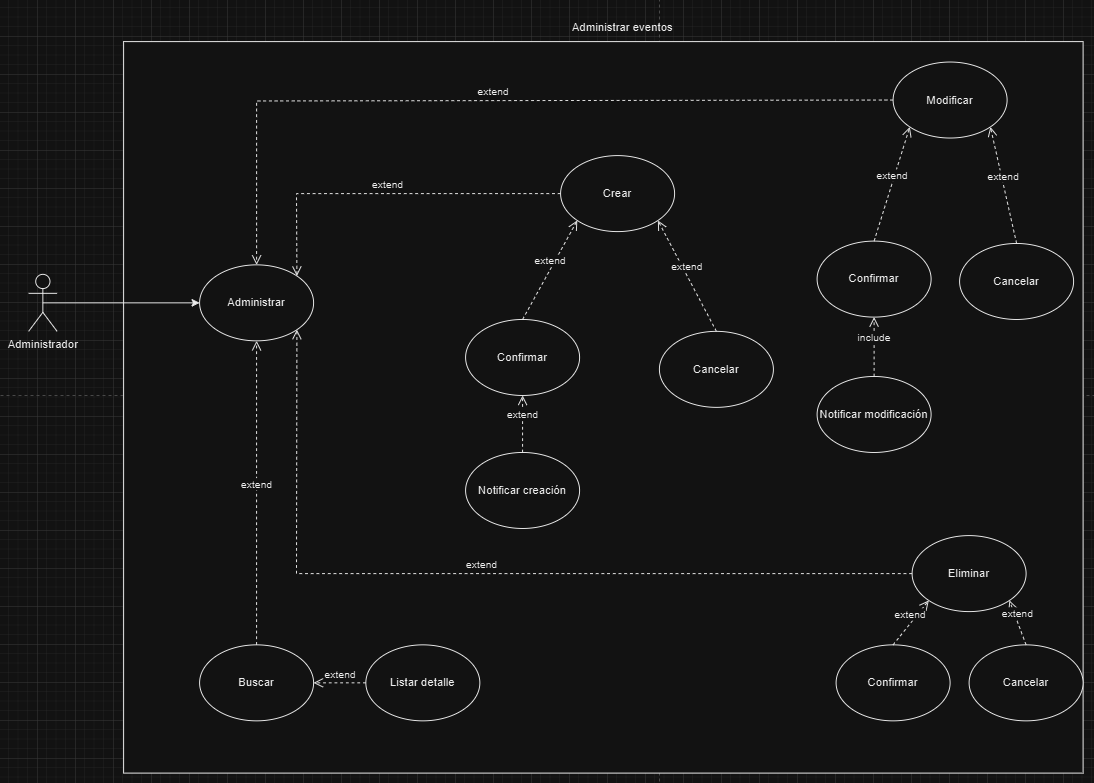 Administrar eventos
extend
Modificar
extend
Crear
extend
extend
extend
extend
Administrar
Confirmar
Cancelar
Administrador
include
Confirmar
Cancelar
extend
Notificar modificación
extend
Notificar creación
extend
Eliminar
extend
extend
Buscar
extend
Listar detalle
Confirmar
Cancelar